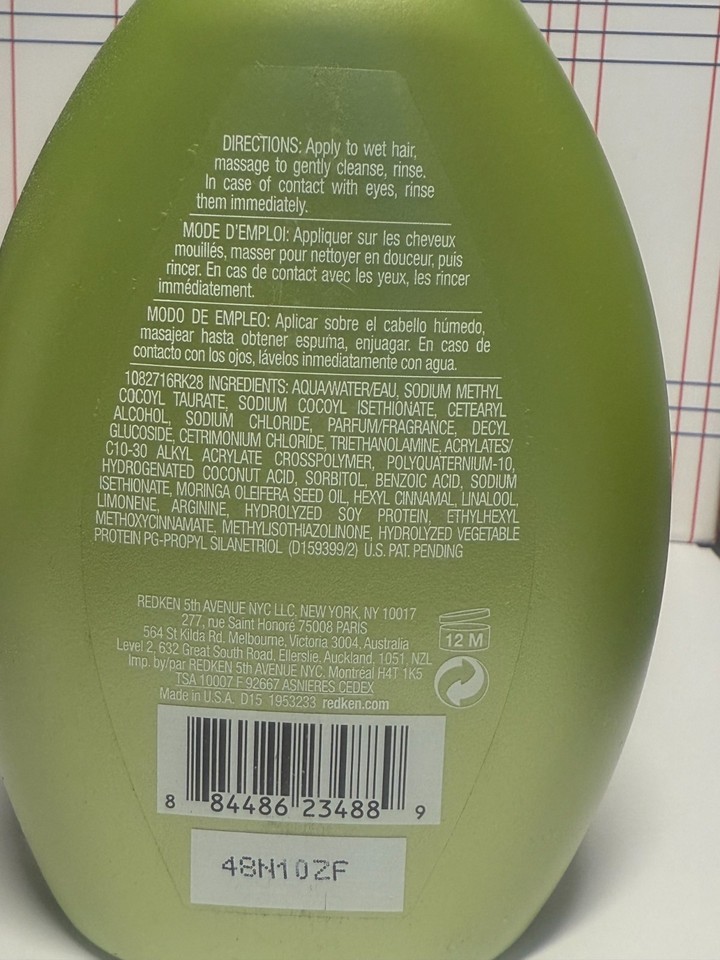 DIRECTIONS: Apply to wet hair,
massage to gently cleanse, rinse.
In case of contact with eyes, rinse
them immediately.
MODE D'EMPLOI: Appliquer sur les cheveux
mouillés, masser pour nettoyer en douceur, puis
rincer. En cas de contact avec les yeux, les rincer
immédiatement.
MODO DE EMPLEO: Aplicar sobre el cabello húmedo,
masajear hasta obtener espuma, enjuagar. En caso de
contacto con los ojos, lávelos inmediatamente con agua.
1082716RK28 INGREDIENTS: AQUA/WATER/EAU, SODIUM METHYL
COCOYL TAURATE, SODIUM COCOYL ISETHIONATE, CETEARYL
ALCOHOL, SODIUM CHLORIDE, PARFUM/FRAGRANCE, DECYL
GLUCOSIDE, CETRIMONIUM CHLORIDE, TRIETHANOLAMINE, ACRYLATES/
C10-30 ALKYL ACRYLATE CROSSPOLYMER, POLYQUATERNIUM-10,
HYDROGENATED COCONUT ACID, SORBITOL, BENZOIC ACID, SODIUM
ISETHIONATE, MORINGA OLEIFERA SEED OIL, HEXYL CINNAMAL, LINALOOL,
LIMONENE, ARGININE, HYDROLYZED SOY PROTEIN, ETHYLHEXYL
METHOXYCINNAMATE, METHYLISOTHIAZOLINONE, HYDROLYZED VEGETABLE
PROTEIN PG-PROPYL SILANETRIOL (D159399/2) U.S. PAT. PENDING
REDKEN 5th AVENUE NYC LLC, NEW YORK, NY 10017
277, rue Saint Honoré 75008 PARIS
564 St Kilda Rd. Melbourne, Victoria 3004, Australia
Level 2, 632 Great South Road, Ellerslie, Auckland, 1051, NZL
Imp. by/par REDKEN 5th AVENUE NYC. Montréal H4T 1K5
TSA 10007 F 92667 ASNIERES CEDEX
Made in U.S.A. D15 1953233 redken.com
12 M
8 84486 23488 9
48N10ZF